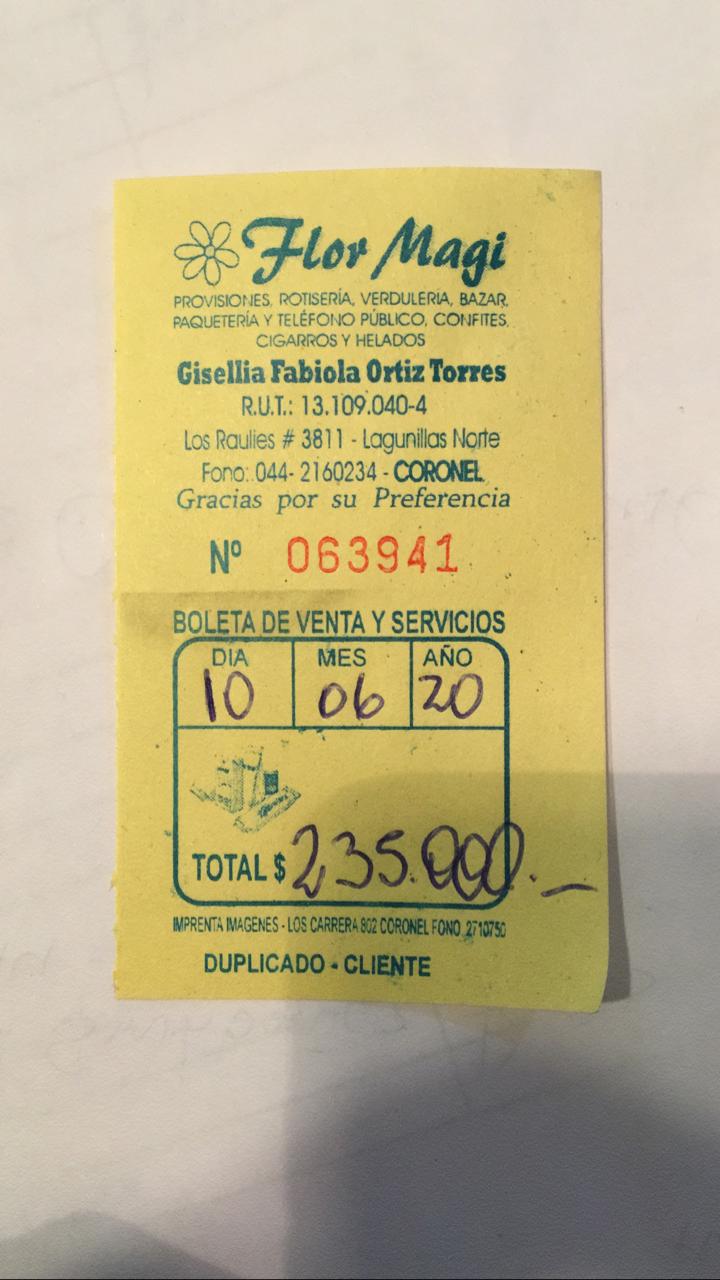 Flor Magi
PROVISIONES, ROTISERÍA, VERDULERÍA, BAZAR,
PAQUETERÍA Y TELÉFONO PÚBLICO, CONFITES,
CIGARROS Y HELADOS
Gisellia Fabiola Ortiz Torres
R.U.T.: 13.109.040-4
Los Raulies # 3811 - Lagunillas Norte
Fono: 044- 2160234 - CORONEL
Gracias por su Preferencia
Nº 063941
BOLETA DE VENTA Y SERVICIOS
DIA MES AÑO
10 06 20
TOTAL $ 235.000.-
IMPRENTA IMAGENES - LOS CARRERA 802 CORONEL FONO 2710750
DUPLICADO - CLIENTE